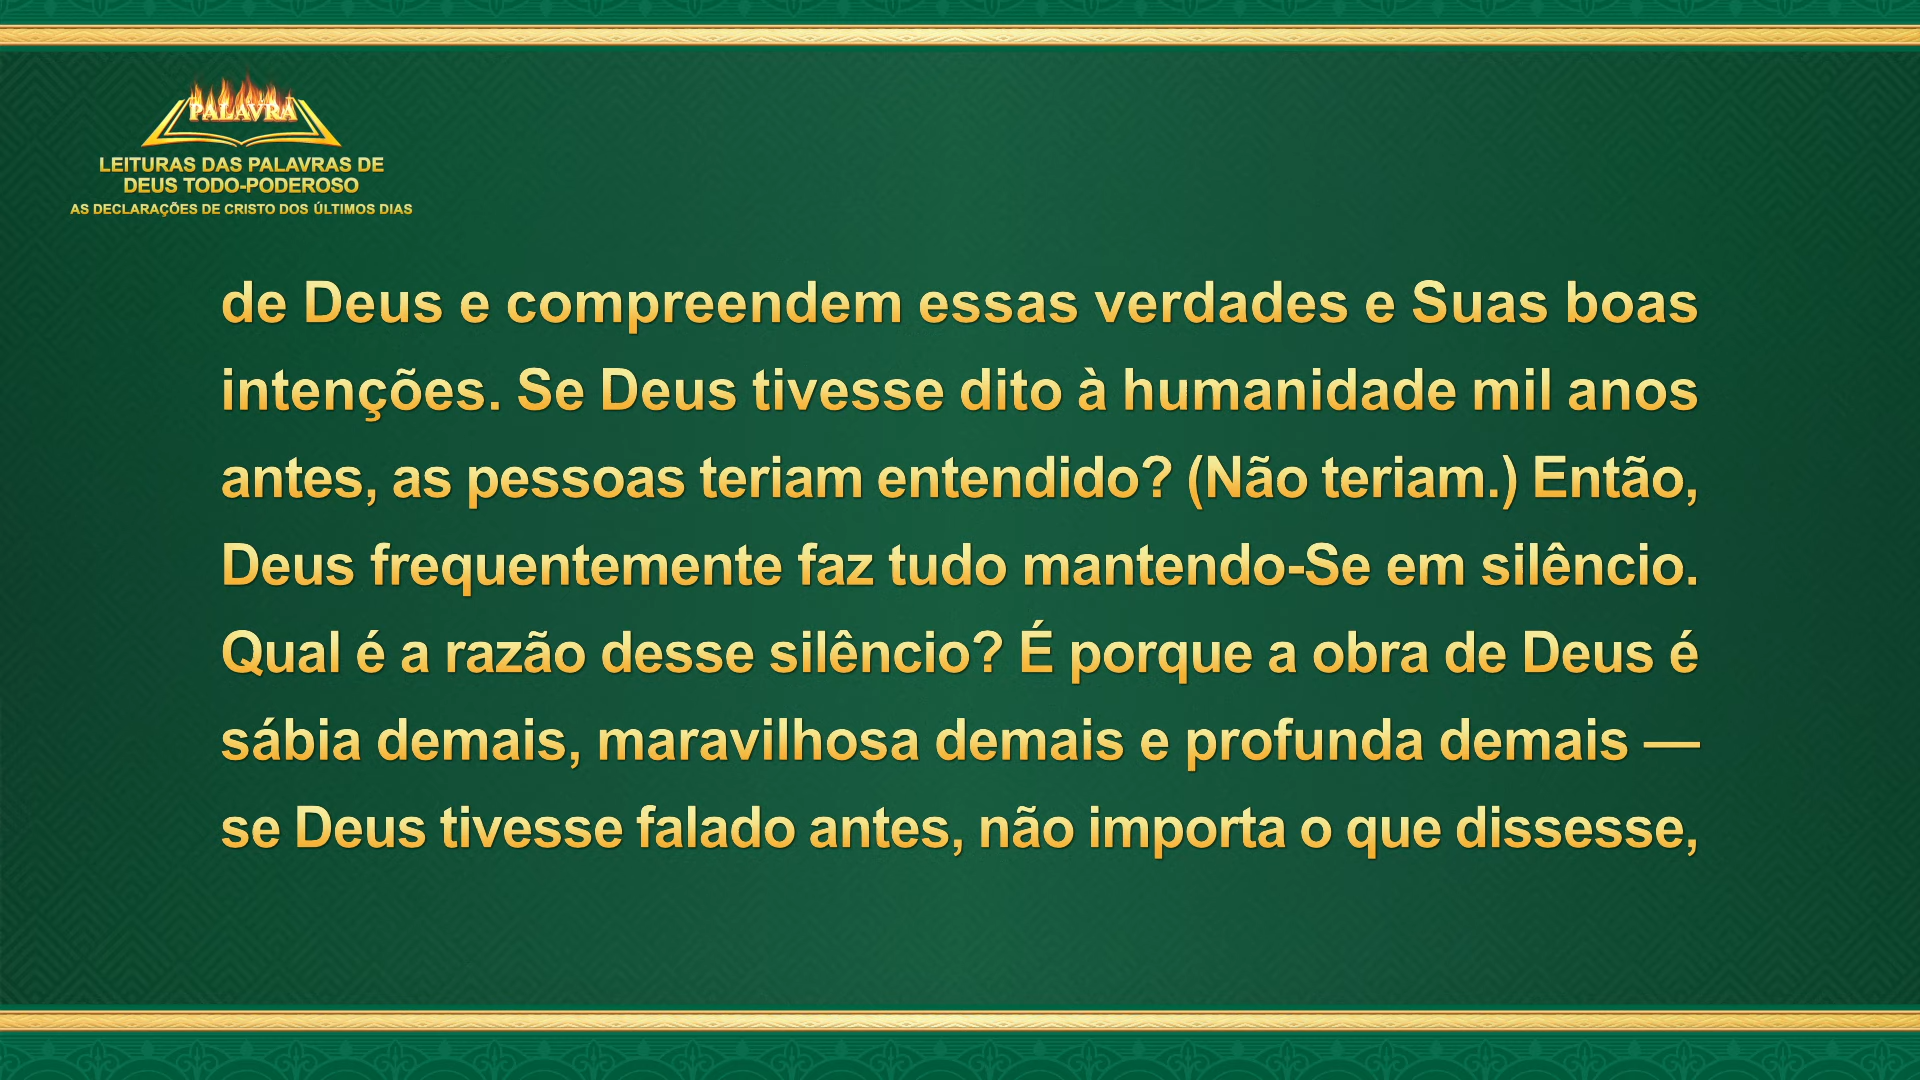 PALAVRA
LEITURAS DAS PALAVRAS DE
DEUS TODO-PODEROSO
AS DECLARAÇÕES DE CRISTO DOS ÚLTIMOS DIAS
de Deus e compreendem essas verdades e Suas boas
intenções. Se Deus tivesse dito à humanidade mil anos
antes, as pessoas teriam entendido? (Não teriam.) Então,
Deus frequentemente faz tudo mantendo-Se em silêncio.
Qual é a razão desse silêncio? É porque a obra de Deus é
sábia demais, maravilhosa demais e profunda demais —
se Deus tivesse falado antes, não importa o que dissesse,